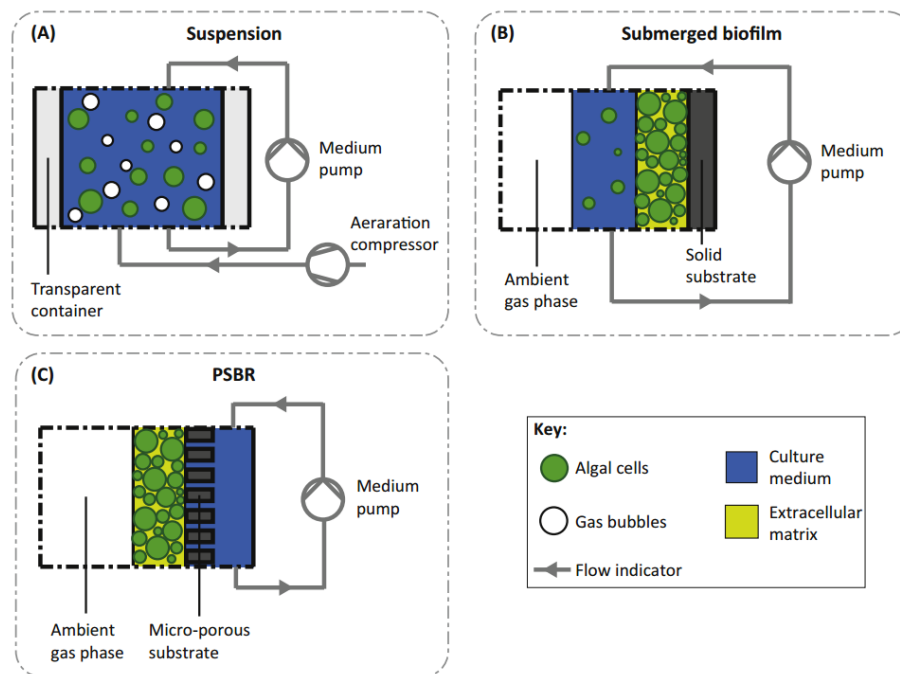 (A)
Suspension
Medium
pump
Aeraration
compressor
Transparent
container
(B)
Submerged biofilm
Medium
pump
Ambient
gas phase
Solid
substrate
(C)
PSBR
Medium
pump
Ambient
gas phase
Micro-porous
substrate
Key:
Algal cells
Culture
medium
Gas bubbles
Extracellular
matrix
Flow indicator